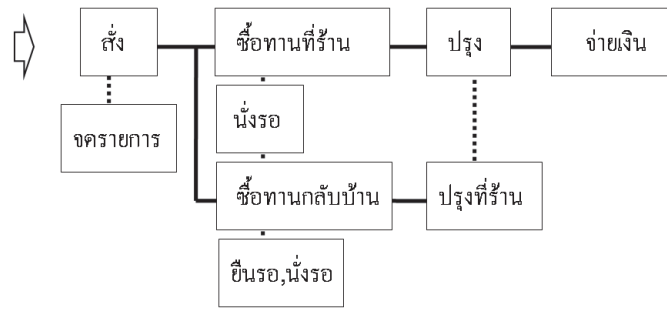 สั่ง
ซื้อทานที่ร้าน
ปรุง
จ่ายเงิน
จดรายการ
นั่งรอ
ซื้อทานกลับบ้าน
ปรุงที่ร้าน
ยืนรอ,นั่งรอ